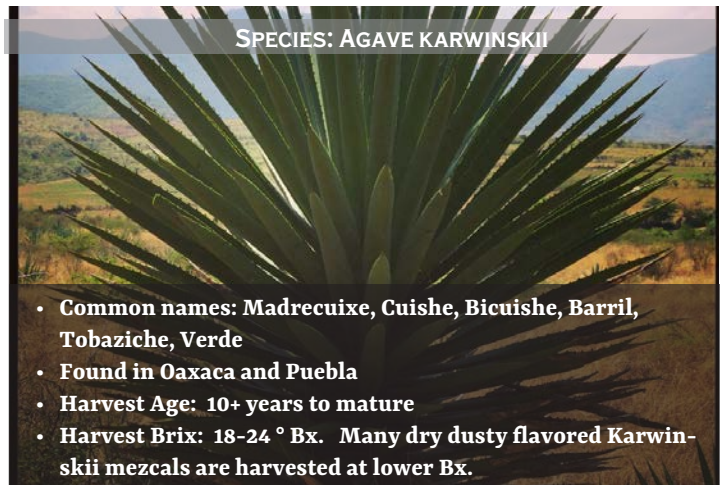 Species: Agave karwinskii
• Common names: Madrecuixe, Cuishe, Bicuishe, Barril,
Tobaziche, Verde
• Found in Oaxaca and Puebla
• Harvest Age: 10+ years to mature
• Harvest Brix: 18-24 ° Bx. Many dry dusty flavored Karwin-
skii mezcals are harvested at lower Bx.